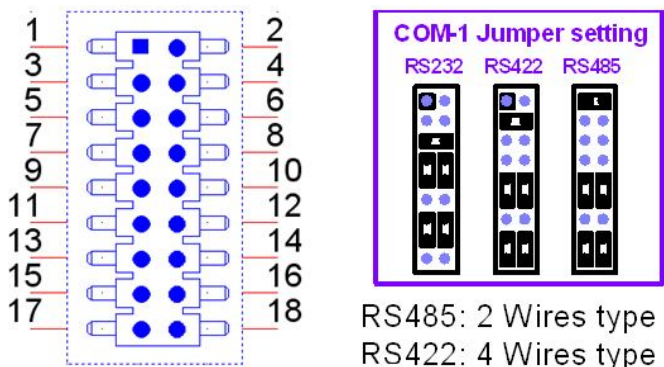 1 2
3 4
5 6
7 8
9 10
11 12
13 14
15 16
17 18
COM-1 Jumper setting
RS232 RS422 RS485
RS485: 2 Wires type
RS422: 4 Wires type